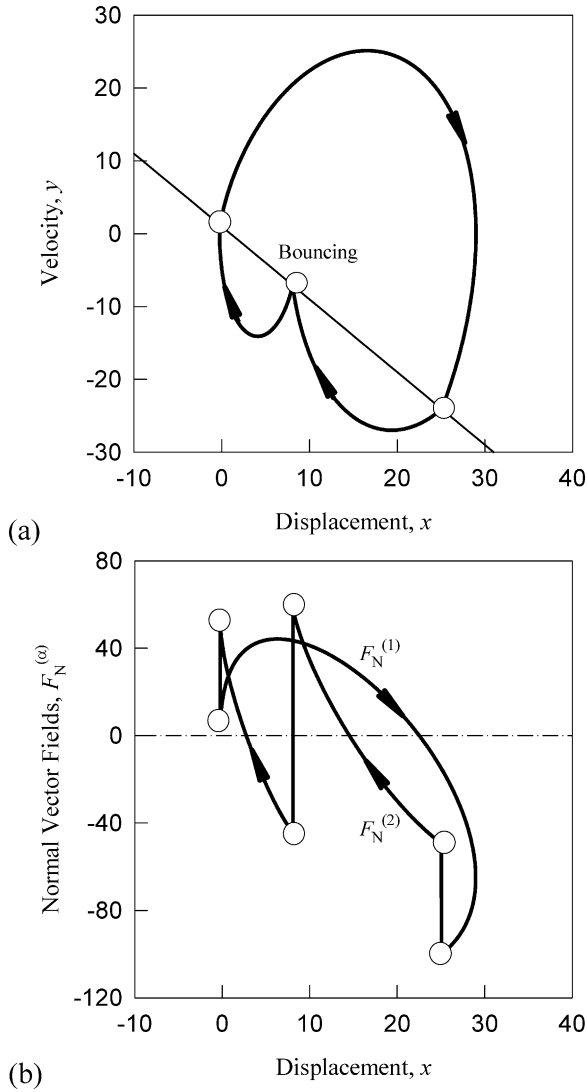 30
20
10
0
-10
-20
-30
Velocity, y
Bouncing
-10 0 10 20 30 40
Displacement, x
(a)
80
40
0
-40
-80
-120
Normal Vector Fields, F_N^(α)
F_N^(1)
F_N^(2)
-10 0 10 20 30 40
Displacement, x
(b)